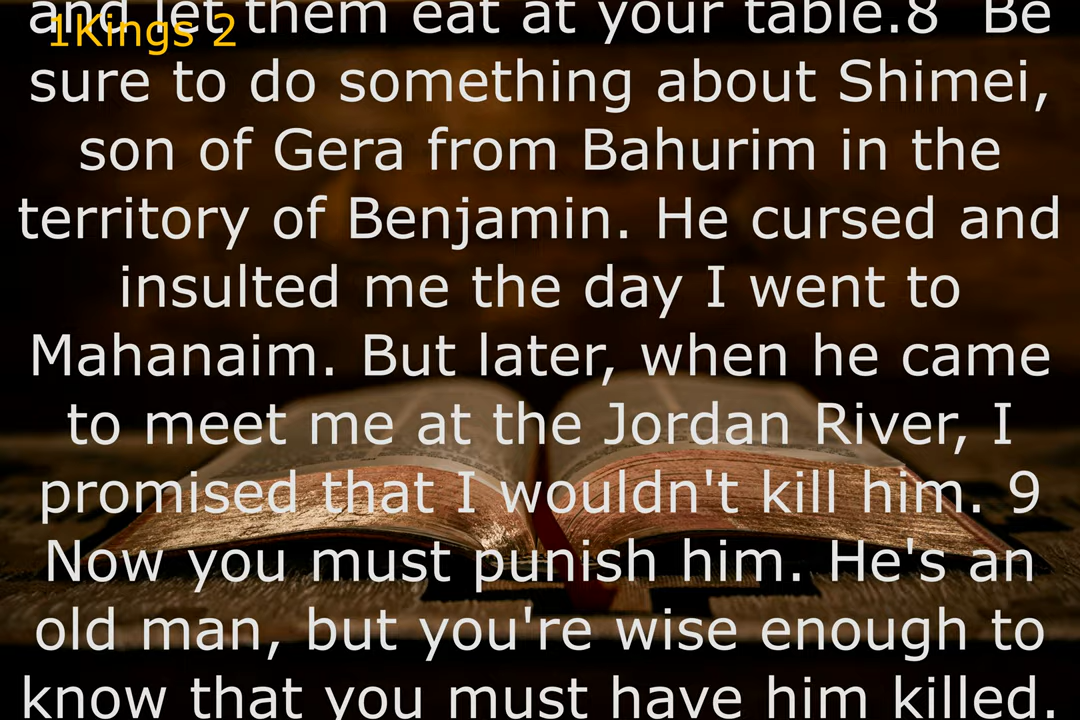 and let them eat at your table.8 Be
1Kings 2
sure to do something about Shimei,
son of Gera from Bahurim in the
territory of Benjamin. He cursed and
insulted me the day I went to
Mahanaim. But later, when he came
to meet me at the Jordan River, I
promised that I wouldn't kill him. 9
Now you must punish him. He's an
old man, but you're wise enough to
know that you must have him killed.